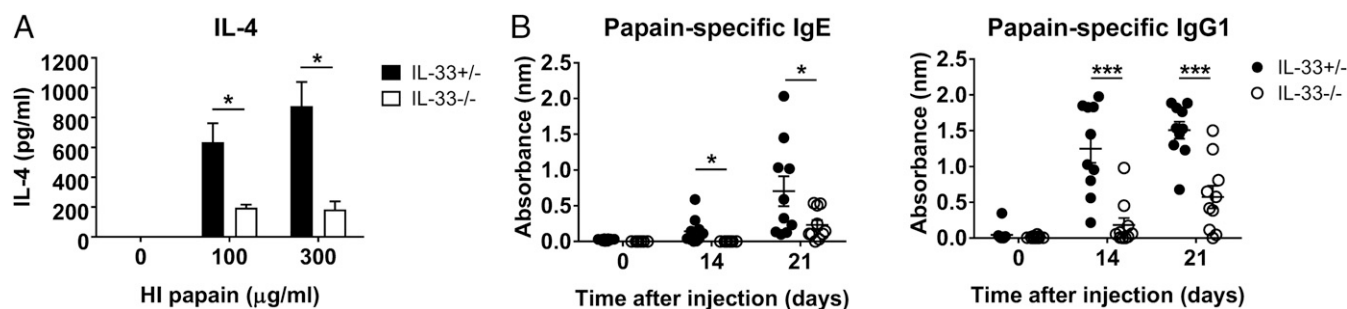 A
IL-4
IL-4 (pg/ml)
1200
1000
800
600
400
200
0
*
*
0 100 300
HI papain (μg/ml)
IL-33+/-
IL-33-/-
B
Papain-specific IgE
Absorbance (nm)
2.5
2.0
1.5
1.0
0.5
0.0
*
*
0 14 21
Time after injection (days)
Papain-specific IgG1
Absorbance (nm)
2.5
2.0
1.5
1.0
0.5
0.0
*** ***
0 14 21
Time after injection (days)
IL-33+/-
IL-33-/-